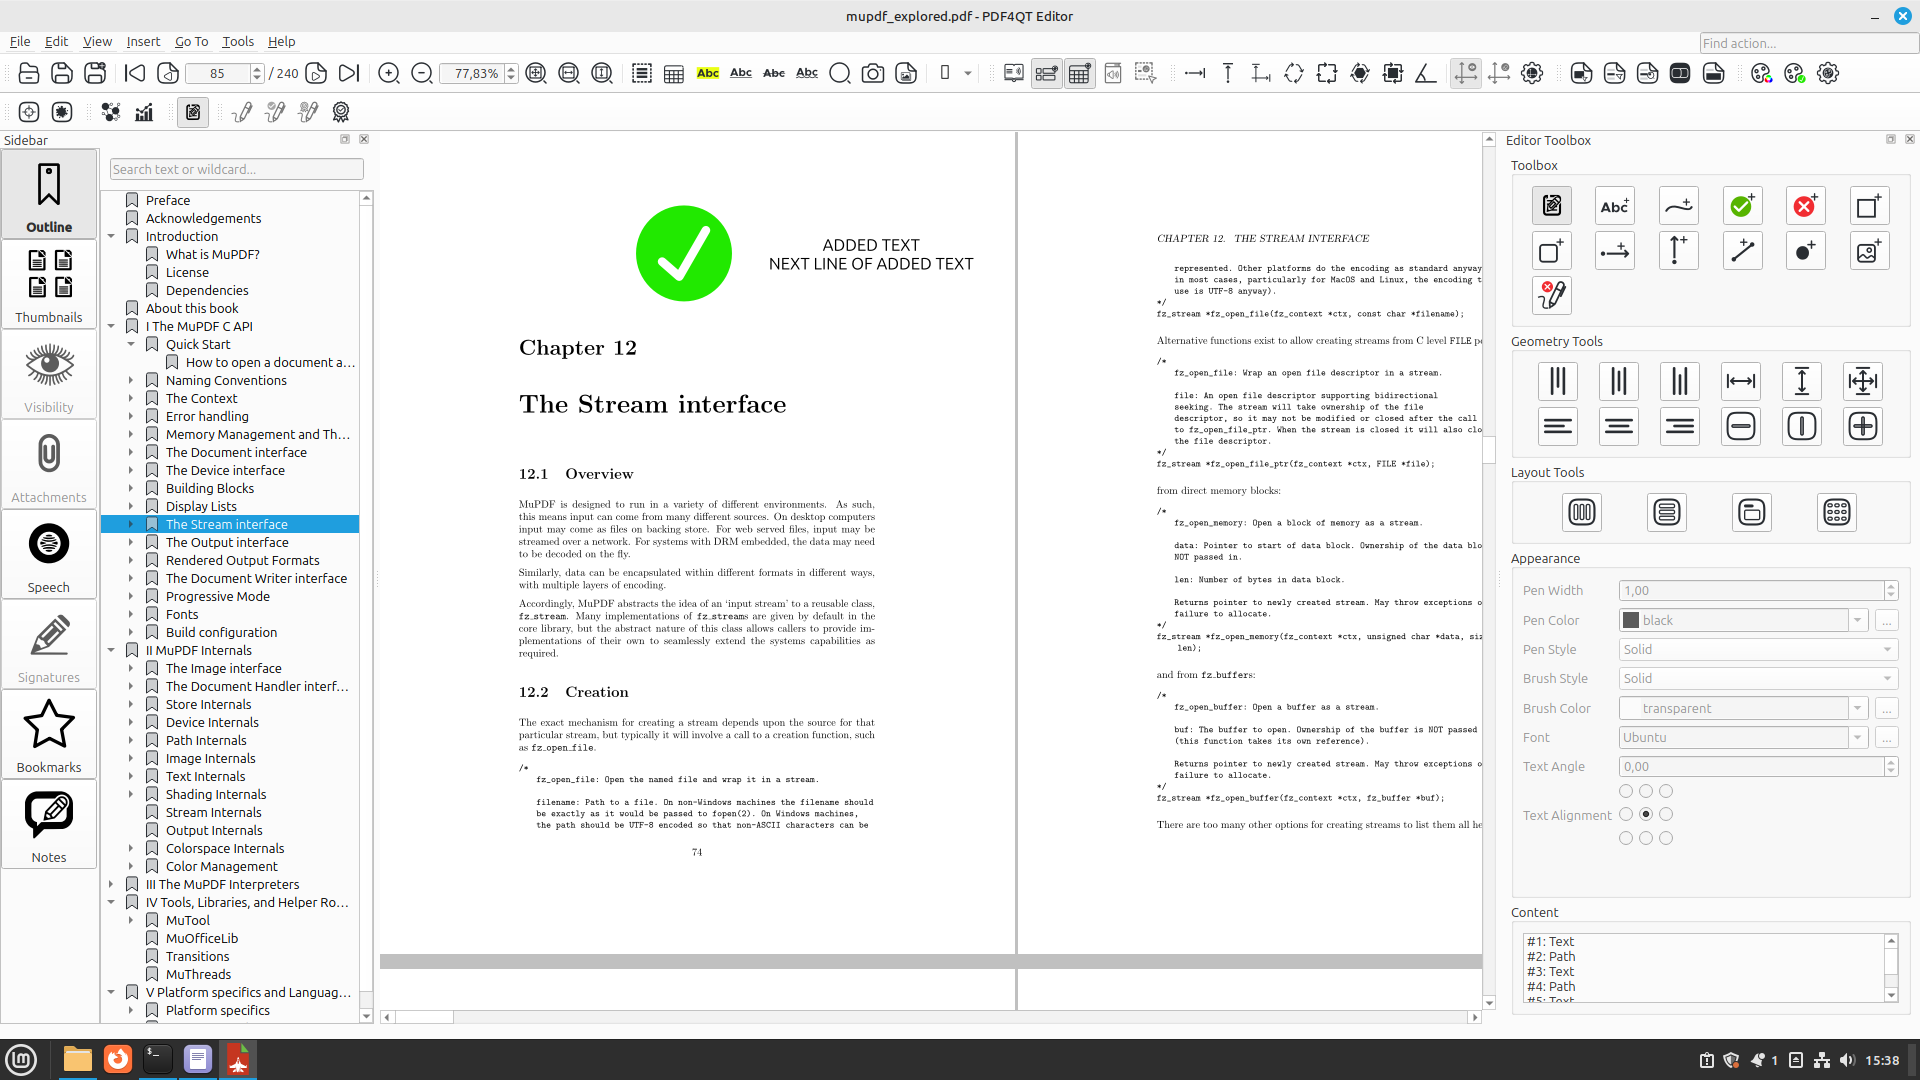 mupdf_explored.pdf - PDF4QT Editor
File Edit View Insert Go To Tools Help
Find action...
85 / 240
77,83%
Abc Abc Abc Abc
Sidebar
Outline
Thumbnails
Visibility
Attachments
Speech
Signatures
Bookmarks
Notes
Search text or wildcard...
Preface
Acknowledgements
Introduction
What is MuPDF?
License
Dependencies
About this book
I The MuPDF C API
Quick Start
How to open a document a...
Naming Conventions
The Context
Error handling
Memory Management and Th...
The Document interface
The Device interface
Building Blocks
Display Lists
The Stream interface
The Output interface
Rendered Output Formats
The Document Writer interface
Progressive Mode
Fonts
Build configuration
II MuPDF Internals
The Image interface
The Document Handler interf...
Store Internals
Device Internals
Path Internals
Image Internals
Text Internals
Shading Internals
Stream Internals
Output Internals
Colorspace Internals
Color Management
III The MuPDF Interpreters
IV Tools, Libraries, and Helper Ro...
MuTool
MuOfficeLib
Transitions
MuThreads
V Platform specifics and Languag...
Platform specifics
ADDED TEXT
NEXT LINE OF ADDED TEXT
Chapter 12
The Stream interface
12.1 Overview
MuPDF is designed to run in a variety of different environments. As such,
this means input can come from many different sources. On desktop computers
input may come as files on backing store. For web served files, input may be
streamed over a network. For systems with DRM embedded, the data may need
to be decoded on the fly.
Similarly, data can be encapsulated within different formats in different ways,
with multiple layers of encoding.
Accordingly, MuPDF abstracts the idea of an ‘input stream’ to a reusable class,
fz_stream. Many implementations of fz_streams are given by default in the
core library, but the abstract nature of this class allows callers to provide im-
plementations of their own to seamlessly extend the systems capabilities as
required.
12.2 Creation
The exact mechanism for creating a stream depends upon the source for that
particular stream, but typically it will involve a call to a creation function, such
as fz_open_file.
/*
fz_open_file: Open the named file and wrap it in a stream.
filename: Path to a file. On non-Windows machines the filename should
be exactly as it would be passed to fopen(2). On Windows machines,
the path should be UTF-8 encoded so that non-ASCII characters can be
74
CHAPTER 12. THE STREAM INTERFACE
represented. Other platforms do the encoding as standard anyway
in most cases, particularly for MacOS and Linux, the encoding t
use is UTF-8 anyway).
*/
fz_stream *fz_open_file(fz_context *ctx, const char *filename);
Alternative functions exist to allow creating streams from C level FILE po
/*
fz_open_file: Wrap an open file descriptor in a stream.
file: An open file descriptor supporting bidirectional
seeking. The stream will take ownership of the file
descriptor, so it may not be modified or closed after the call
to fz_open_file_ptr. When the stream is closed it will also clo
the file descriptor.
*/
fz_stream *fz_open_file_ptr(fz_context *ctx, FILE *file);
from direct memory blocks:
/*
fz_open_memory: Open a block of memory as a stream.
data: Pointer to start of data block. Ownership of the data blo
NOT passed in.
len: Number of bytes in data block.
Returns pointer to newly created stream. May throw exceptions o
failure to allocate.
*/
fz_stream *fz_open_memory(fz_context *ctx, unsigned char *data, siz
len);
and from fz_buffers:
/*
fz_open_buffer: Open a buffer as a stream.
buf: The buffer to open. Ownership of the buffer is NOT passed
(this function takes its own reference).
Returns pointer to newly created stream. May throw exceptions o
failure to allocate.
*/
fz_stream *fz_open_buffer(fz_context *ctx, fz_buffer *buf);
There are too many other options for creating streams to list them all he
Editor Toolbox
Toolbox
Abc
Geometry Tools
Layout Tools
Appearance
Pen Width 1,00
Pen Color black ...
Pen Style Solid
Brush Style Solid
Brush Color transparent ...
Font Ubuntu ...
Text Angle 0,00
Text Alignment
Content
#1: Text
#2: Path
#3: Text
#4: Path
#5: Text
1 15:38